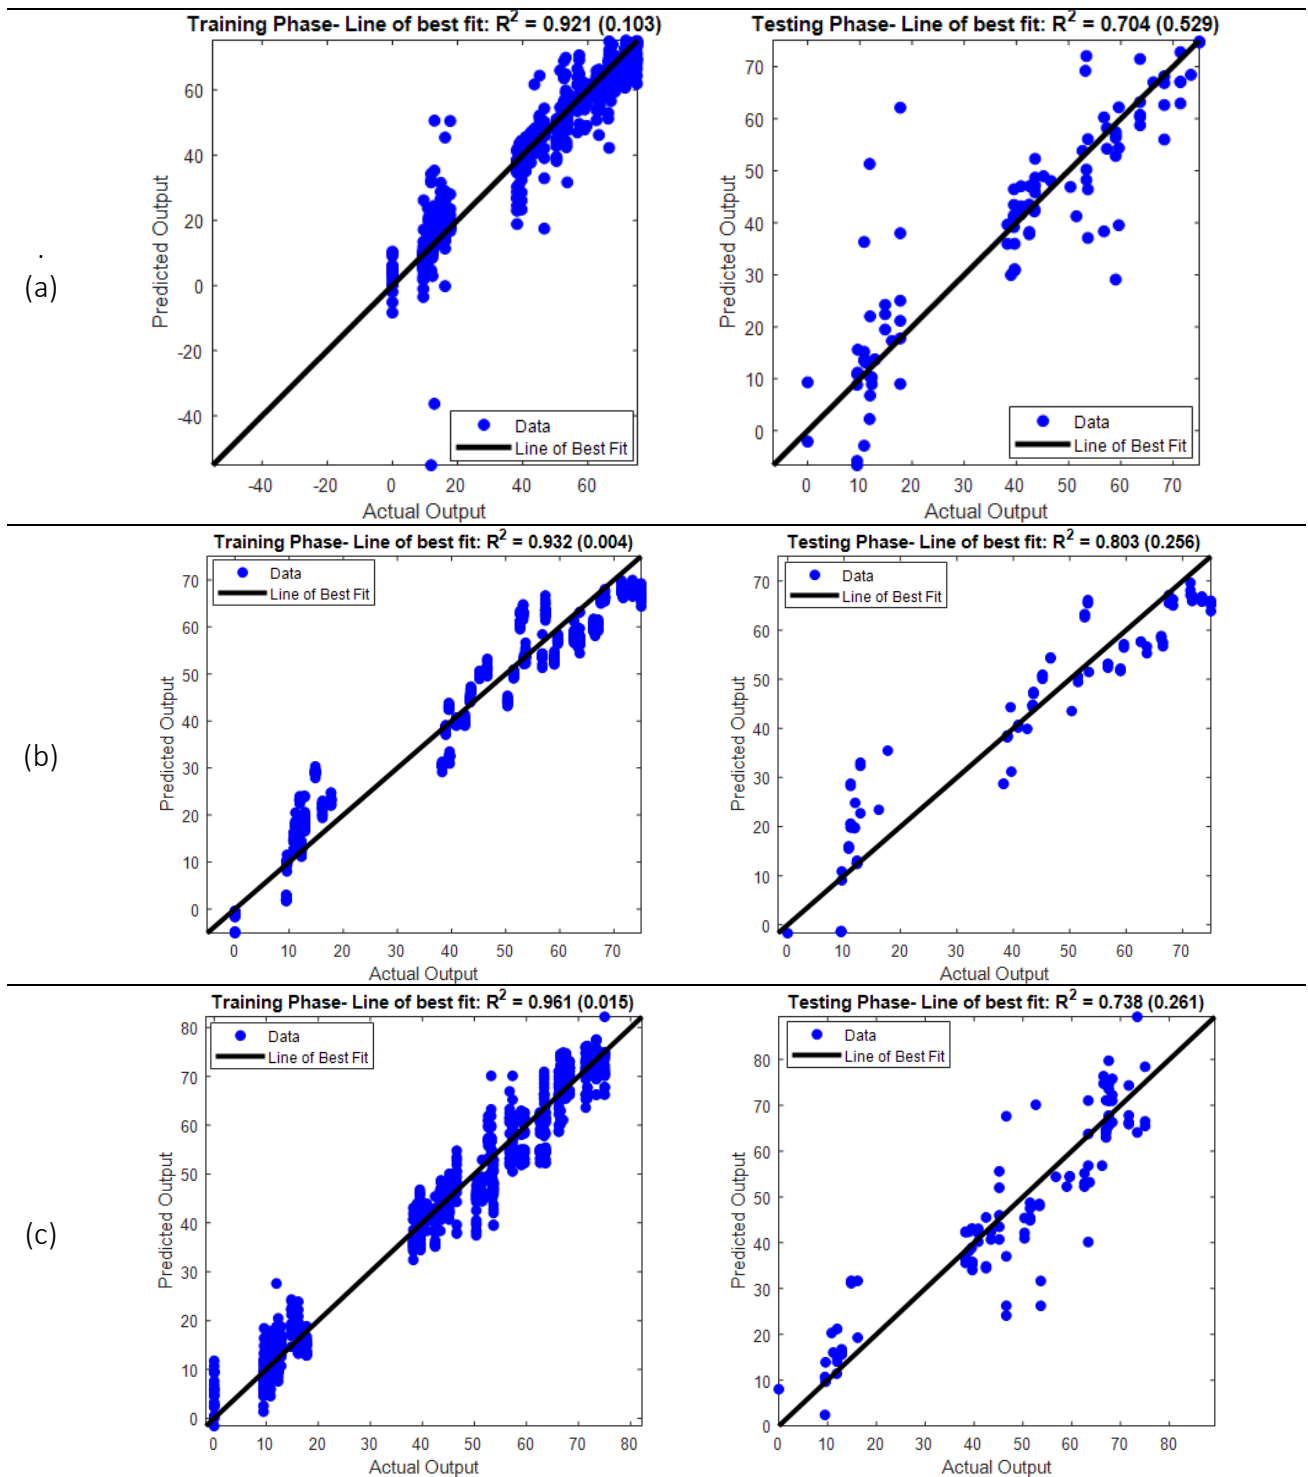 Training Phase- Line of best fit: R² = 0.921 (0.103)
60
40
20
0
-20
-40
Predicted Output
Data
Line of Best Fit
-40
-20
0
20
40
60
Actual Output
Testing Phase- Line of best fit: R² = 0.704 (0.529)
70
60
50
40
30
20
10
0
Predicted Output
Data
Line of Best Fit
0
10
20
30
40
50
60
70
Actual Output
.
(a)
Training Phase- Line of best fit: R² = 0.932 (0.004)
Data
Line of Best Fit
70
60
50
40
30
20
10
0
Predicted Output
0
10
20
30
40
50
60
70
Actual Output
Testing Phase- Line of best fit: R² = 0.803 (0.256)
Data
Line of Best Fit
70
60
50
40
30
20
10
0
Predicted Output
0
10
20
30
40
50
60
70
Actual Output
(b)
Training Phase- Line of best fit: R² = 0.961 (0.015)
Data
Line of Best Fit
80
70
60
50
40
30
20
10
0
Predicted Output
0
10
20
30
40
50
60
70
80
Actual Output
Testing Phase- Line of best fit: R² = 0.738 (0.261)
Data
Line of Best Fit
80
70
60
50
40
30
20
10
0
Predicted Output
0
10
20
30
40
50
60
70
80
Actual Output
(c)